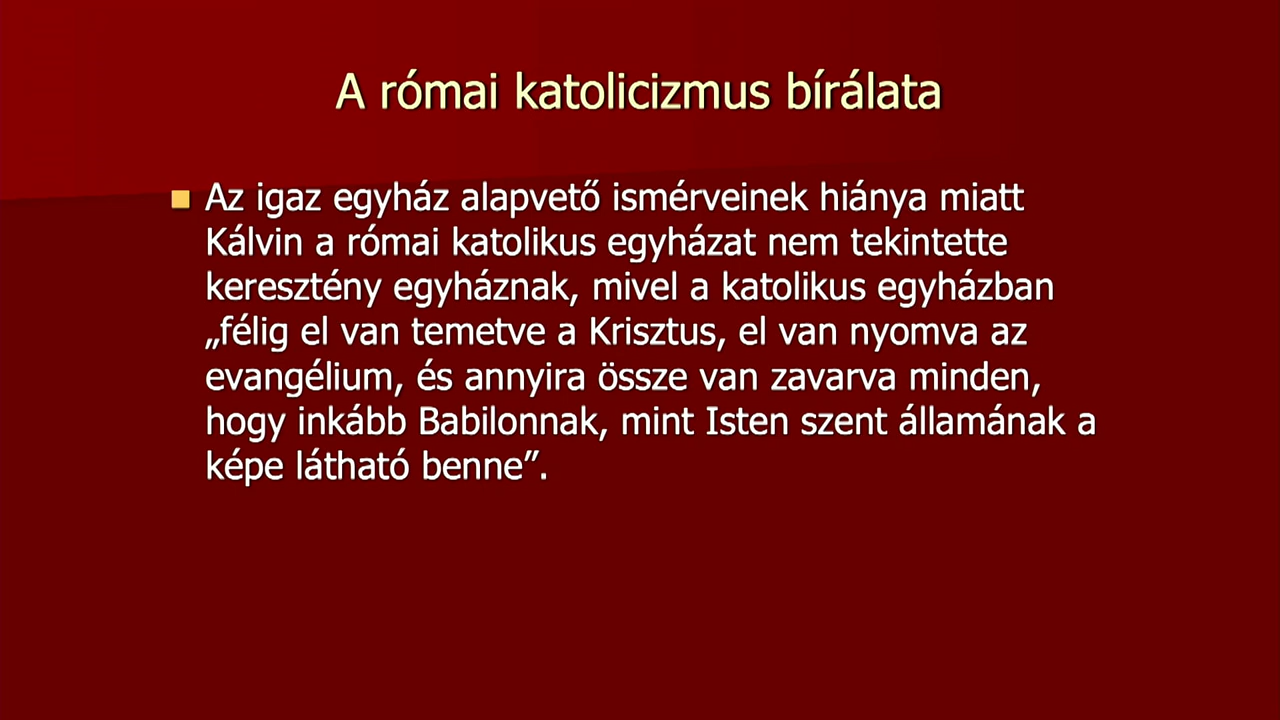 A római katolicizmus bírálata
Az igaz egyház alapvető ismérveinek hiánya miatt
Kálvin a római katolikus egyházat nem tekintette
keresztény egyháznak, mivel a katolikus egyházban
„félig el van temetve a Krisztus, el van nyomva az
evangélium, és annyira össze van zavarva minden,
hogy inkább Babilonnak, mint Isten szent államának a
képe látható benne”.